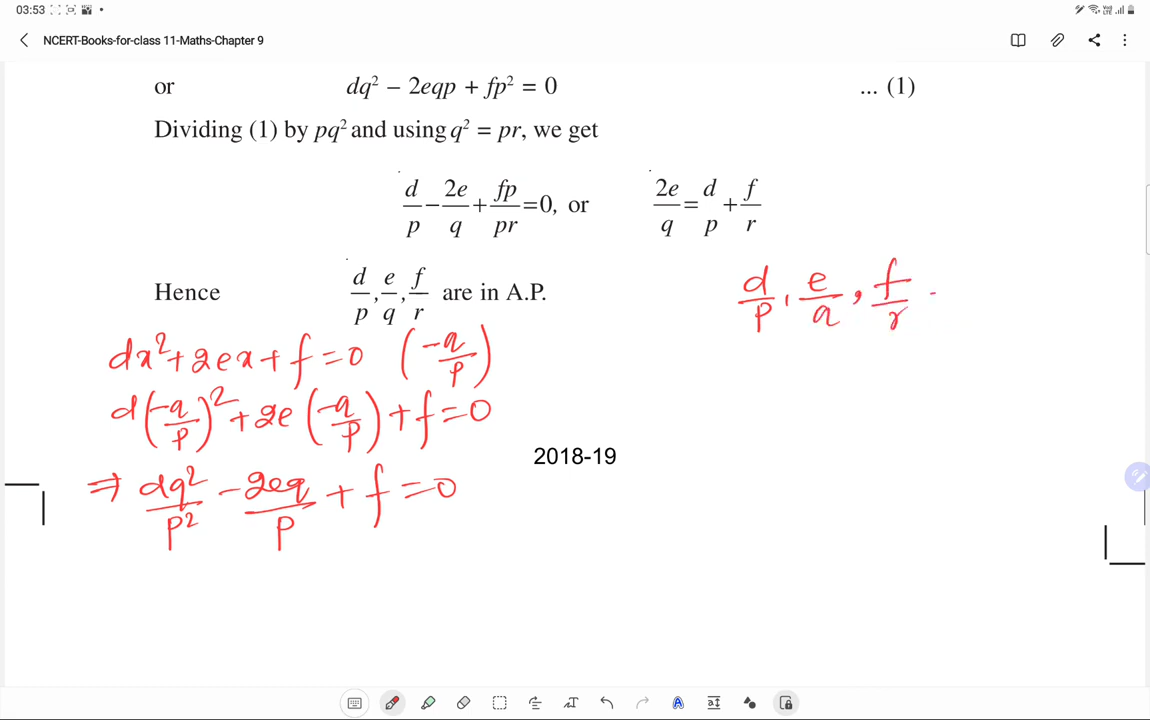 03:53
NCERT-Books-for-class 11-Maths-Chapter 9
or dq² − 2eqp + fp² = 0 ... (1)
Dividing (1) by pq² and using q² = pr, we get
d/p − 2e/q + fp/pr = 0, or 2e/q = d/p + f/r
Hence d/p, e/q, f/r are in A.P.
d/p, e/q, f/r
dx² + 2ex + f = 0 (−q/p)
d(−q/p)² + 2e(−q/p) + f = 0
2018-19
⇒ dq²/p² − 2eq/p + f = 0